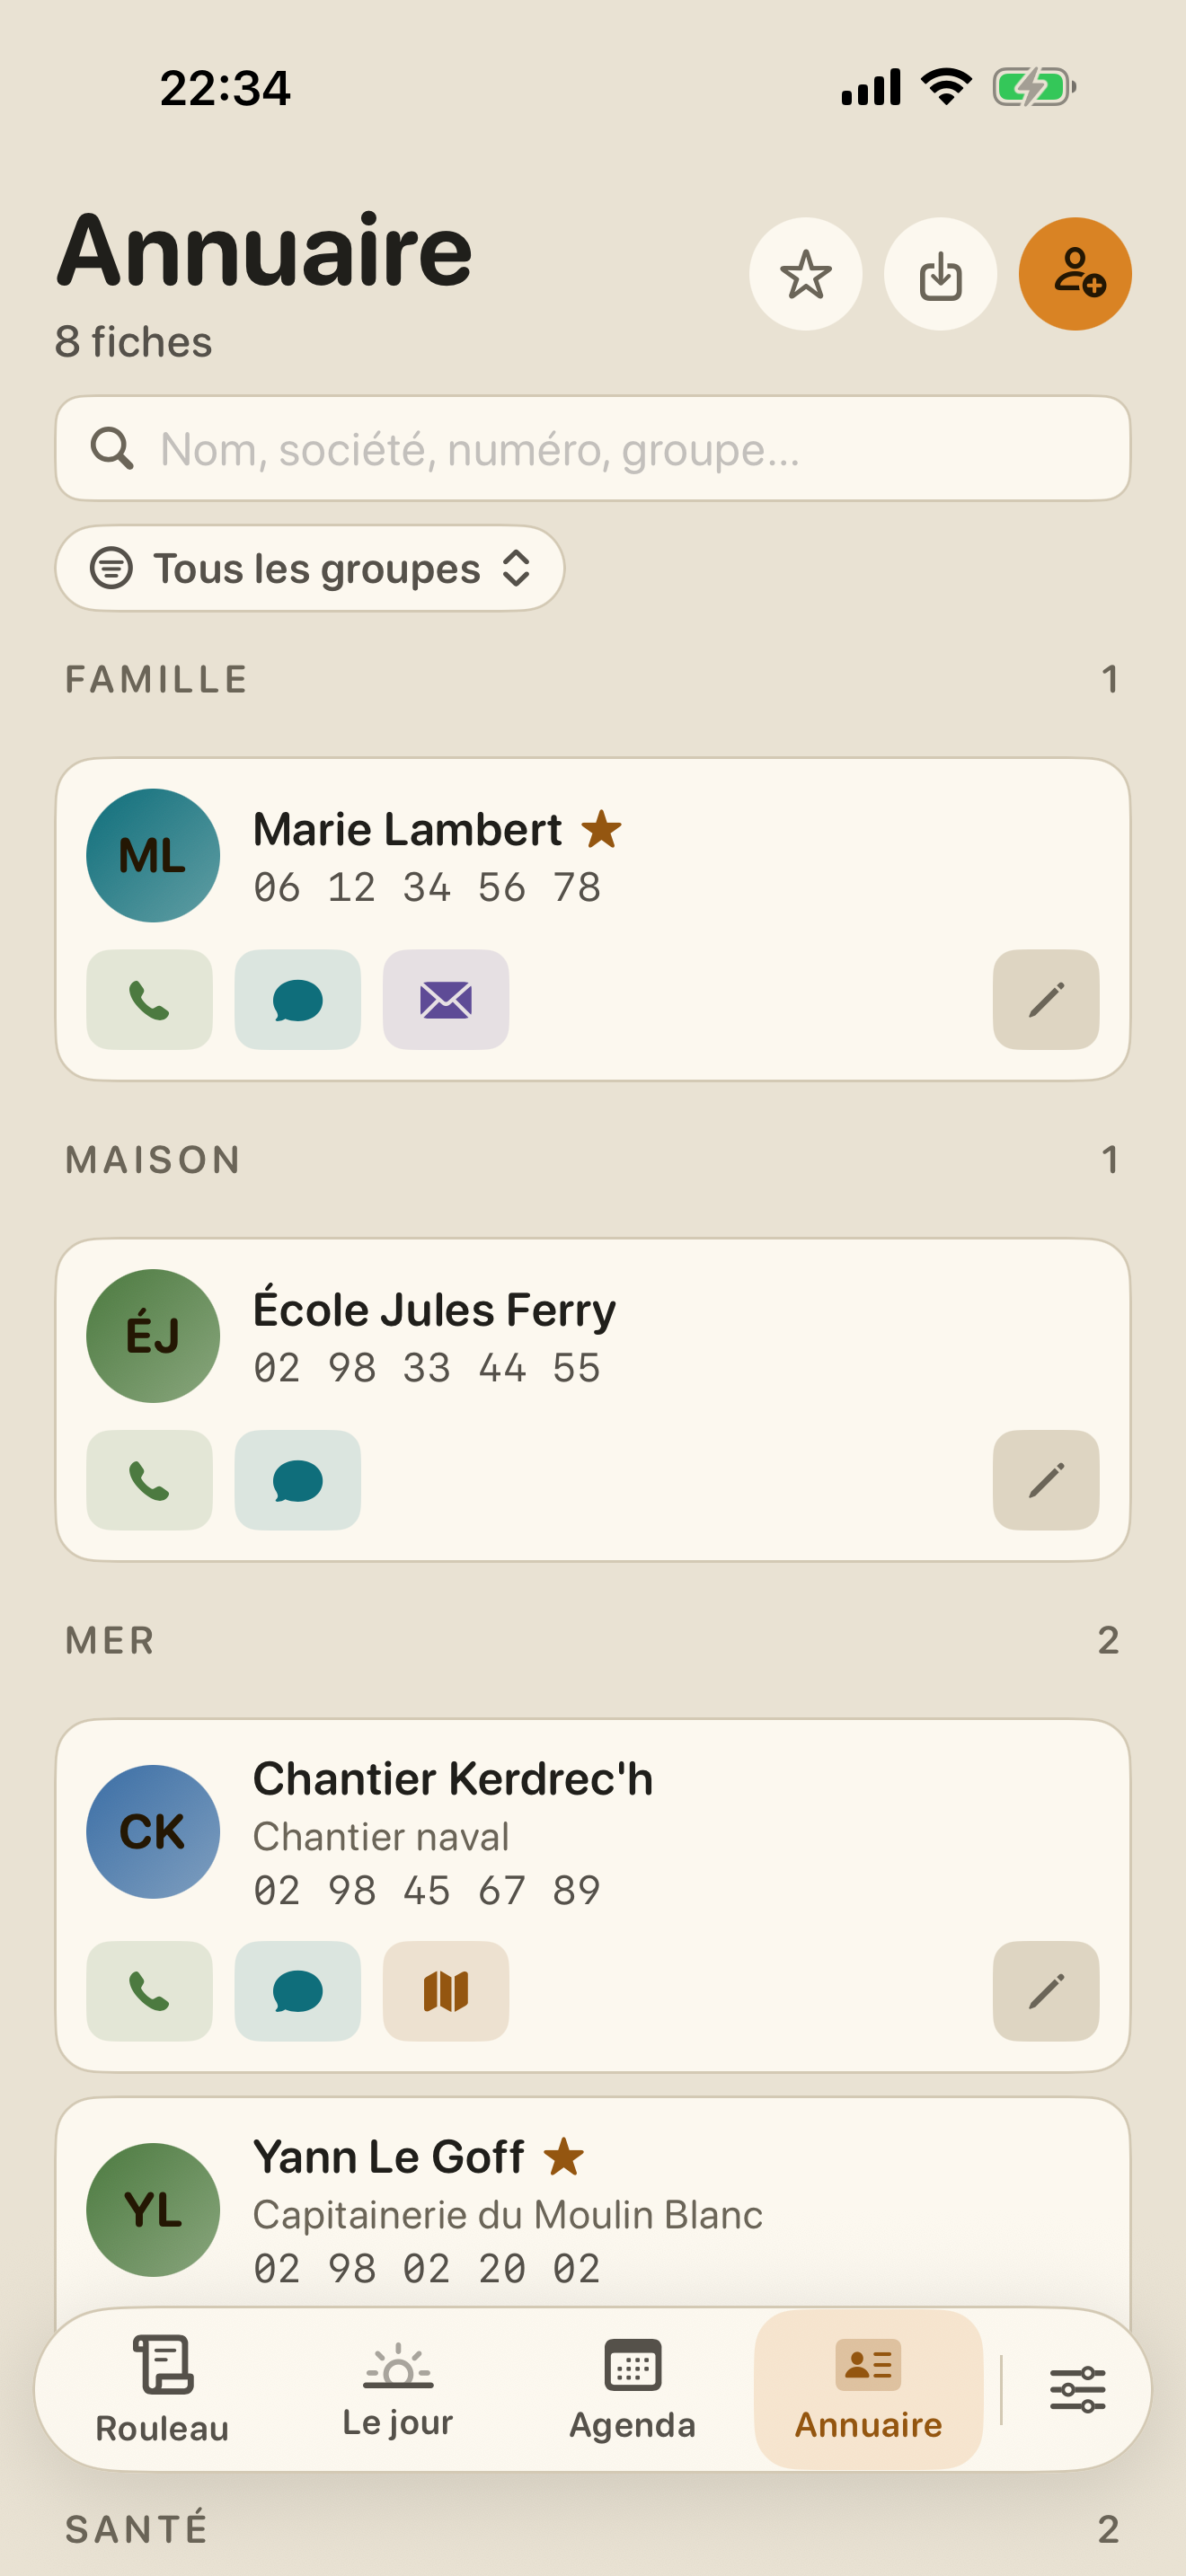 22:34
Annuaire
8 fiches
Nom, société, numéro, groupe...
Tous les groupes
FAMILLE 1
ML
Marie Lambert
06 12 34 56 78
MAISON 1
ÉJ
École Jules Ferry
02 98 33 44 55
MER 2
CK
Chantier Kerdrec'h
Chantier naval
02 98 45 67 89
YL
Yann Le Goff
Capitainerie du Moulin Blanc
02 98 02 20 02
Rouleau Le jour Agenda Annuaire
SANTÉ 2